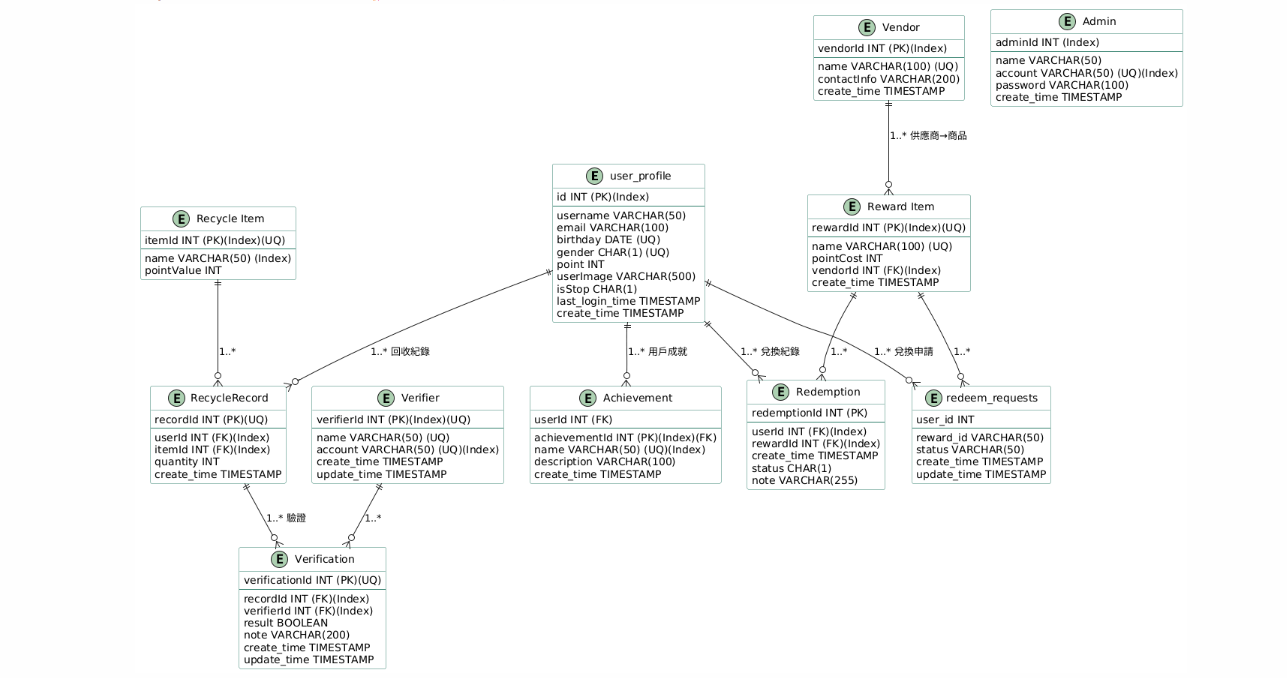 E Vendor
vendorId INT (PK)(Index)
name VARCHAR(100) (UQ)
contactInfo VARCHAR(200)
create_time TIMESTAMP
E Admin
adminId INT (Index)
name VARCHAR(50)
account VARCHAR(50) (UQ)(Index)
password VARCHAR(100)
create_time TIMESTAMP
1..* 供應商→商品
E user_profile
id INT (PK)(Index)
username VARCHAR(50)
email VARCHAR(100)
birthday DATE (UQ)
gender CHAR(1) (UQ)
point INT
userImage VARCHAR(500)
isStop CHAR(1)
last_login_time TIMESTAMP
create_time TIMESTAMP
E Reward Item
rewardId INT (PK)(Index)(UQ)
name VARCHAR(100) (UQ)
pointCost INT
vendorId INT (FK)(Index)
create_time TIMESTAMP
E Recycle Item
itemId INT (PK)(Index)(UQ)
name VARCHAR(50) (Index)
pointValue INT
1..*
1..* 回收紀錄
1..* 用戶成就
1..* 兌換紀錄
1..*
1..* 兌換申請
1..*
E RecycleRecord
recordId INT (PK)(UQ)
userId INT (FK)(Index)
itemId INT (FK)(Index)
quantity INT
create_time TIMESTAMP
E Verifier
verifierId INT (PK)(Index)(UQ)
name VARCHAR(50) (UQ)
account VARCHAR(50) (UQ)(Index)
create_time TIMESTAMP
update_time TIMESTAMP
E Achievement
userId INT (FK)
achievementId INT (PK)(Index)(FK)
name VARCHAR(50) (UQ)(Index)
description VARCHAR(100)
create_time TIMESTAMP
E Redemption
redemptionId INT (PK)
userId INT (FK)(Index)
rewardId INT (FK)(Index)
create_time TIMESTAMP
status CHAR(1)
note VARCHAR(255)
E redeem_requests
user_id INT
reward_id VARCHAR(50)
status VARCHAR(50)
create_time TIMESTAMP
update_time TIMESTAMP
1..* 驗證
1..*
E Verification
verificationId INT (PK)(UQ)
recordId INT (FK)(Index)
verifierId INT (FK)(Index)
result BOOLEAN
note VARCHAR(200)
create_time TIMESTAMP
update_time TIMESTAMP